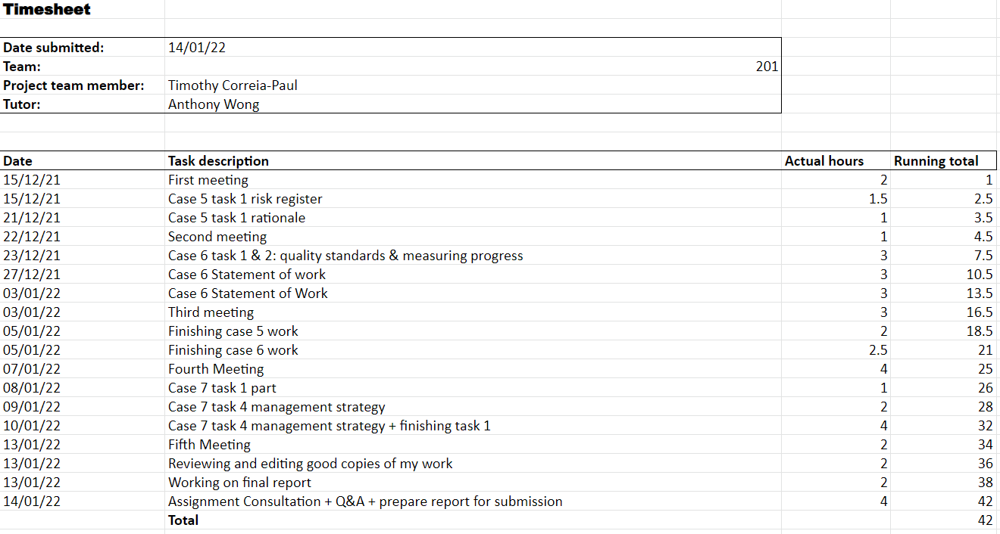 Timesheet
Date submitted: 14/01/22
Team: 201
Project team member: Timothy Correia-Paul
Tutor: Anthony Wong
Date Task description Actual hours Running total
15/12/21 First meeting 2 1
15/12/21 Case 5 task 1 risk register 1.5 2.5
21/12/21 Case 5 task 1 rationale 1 3.5
22/12/21 Second meeting 1 4.5
23/12/21 Case 6 task 1 & 2: quality standards & measuring progress 3 7.5
27/12/21 Case 6 Statement of work 3 10.5
03/01/22 Case 6 Statement of Work 3 13.5
03/01/22 Third meeting 3 16.5
05/01/22 Finishing case 5 work 2 18.5
05/01/22 Finishing case 6 work 2.5 21
07/01/22 Fourth Meeting 4 25
08/01/22 Case 7 task 1 part 1 26
09/01/22 Case 7 task 4 management strategy 2 28
10/01/22 Case 7 task 4 management strategy + finishing task 1 4 32
13/01/22 Fifth Meeting 2 34
13/01/22 Reviewing and editing good copies of my work 2 36
13/01/22 Working on final report 2 38
14/01/22 Assignment Consultation + Q&A + prepare report for submission 4 42
Total 42